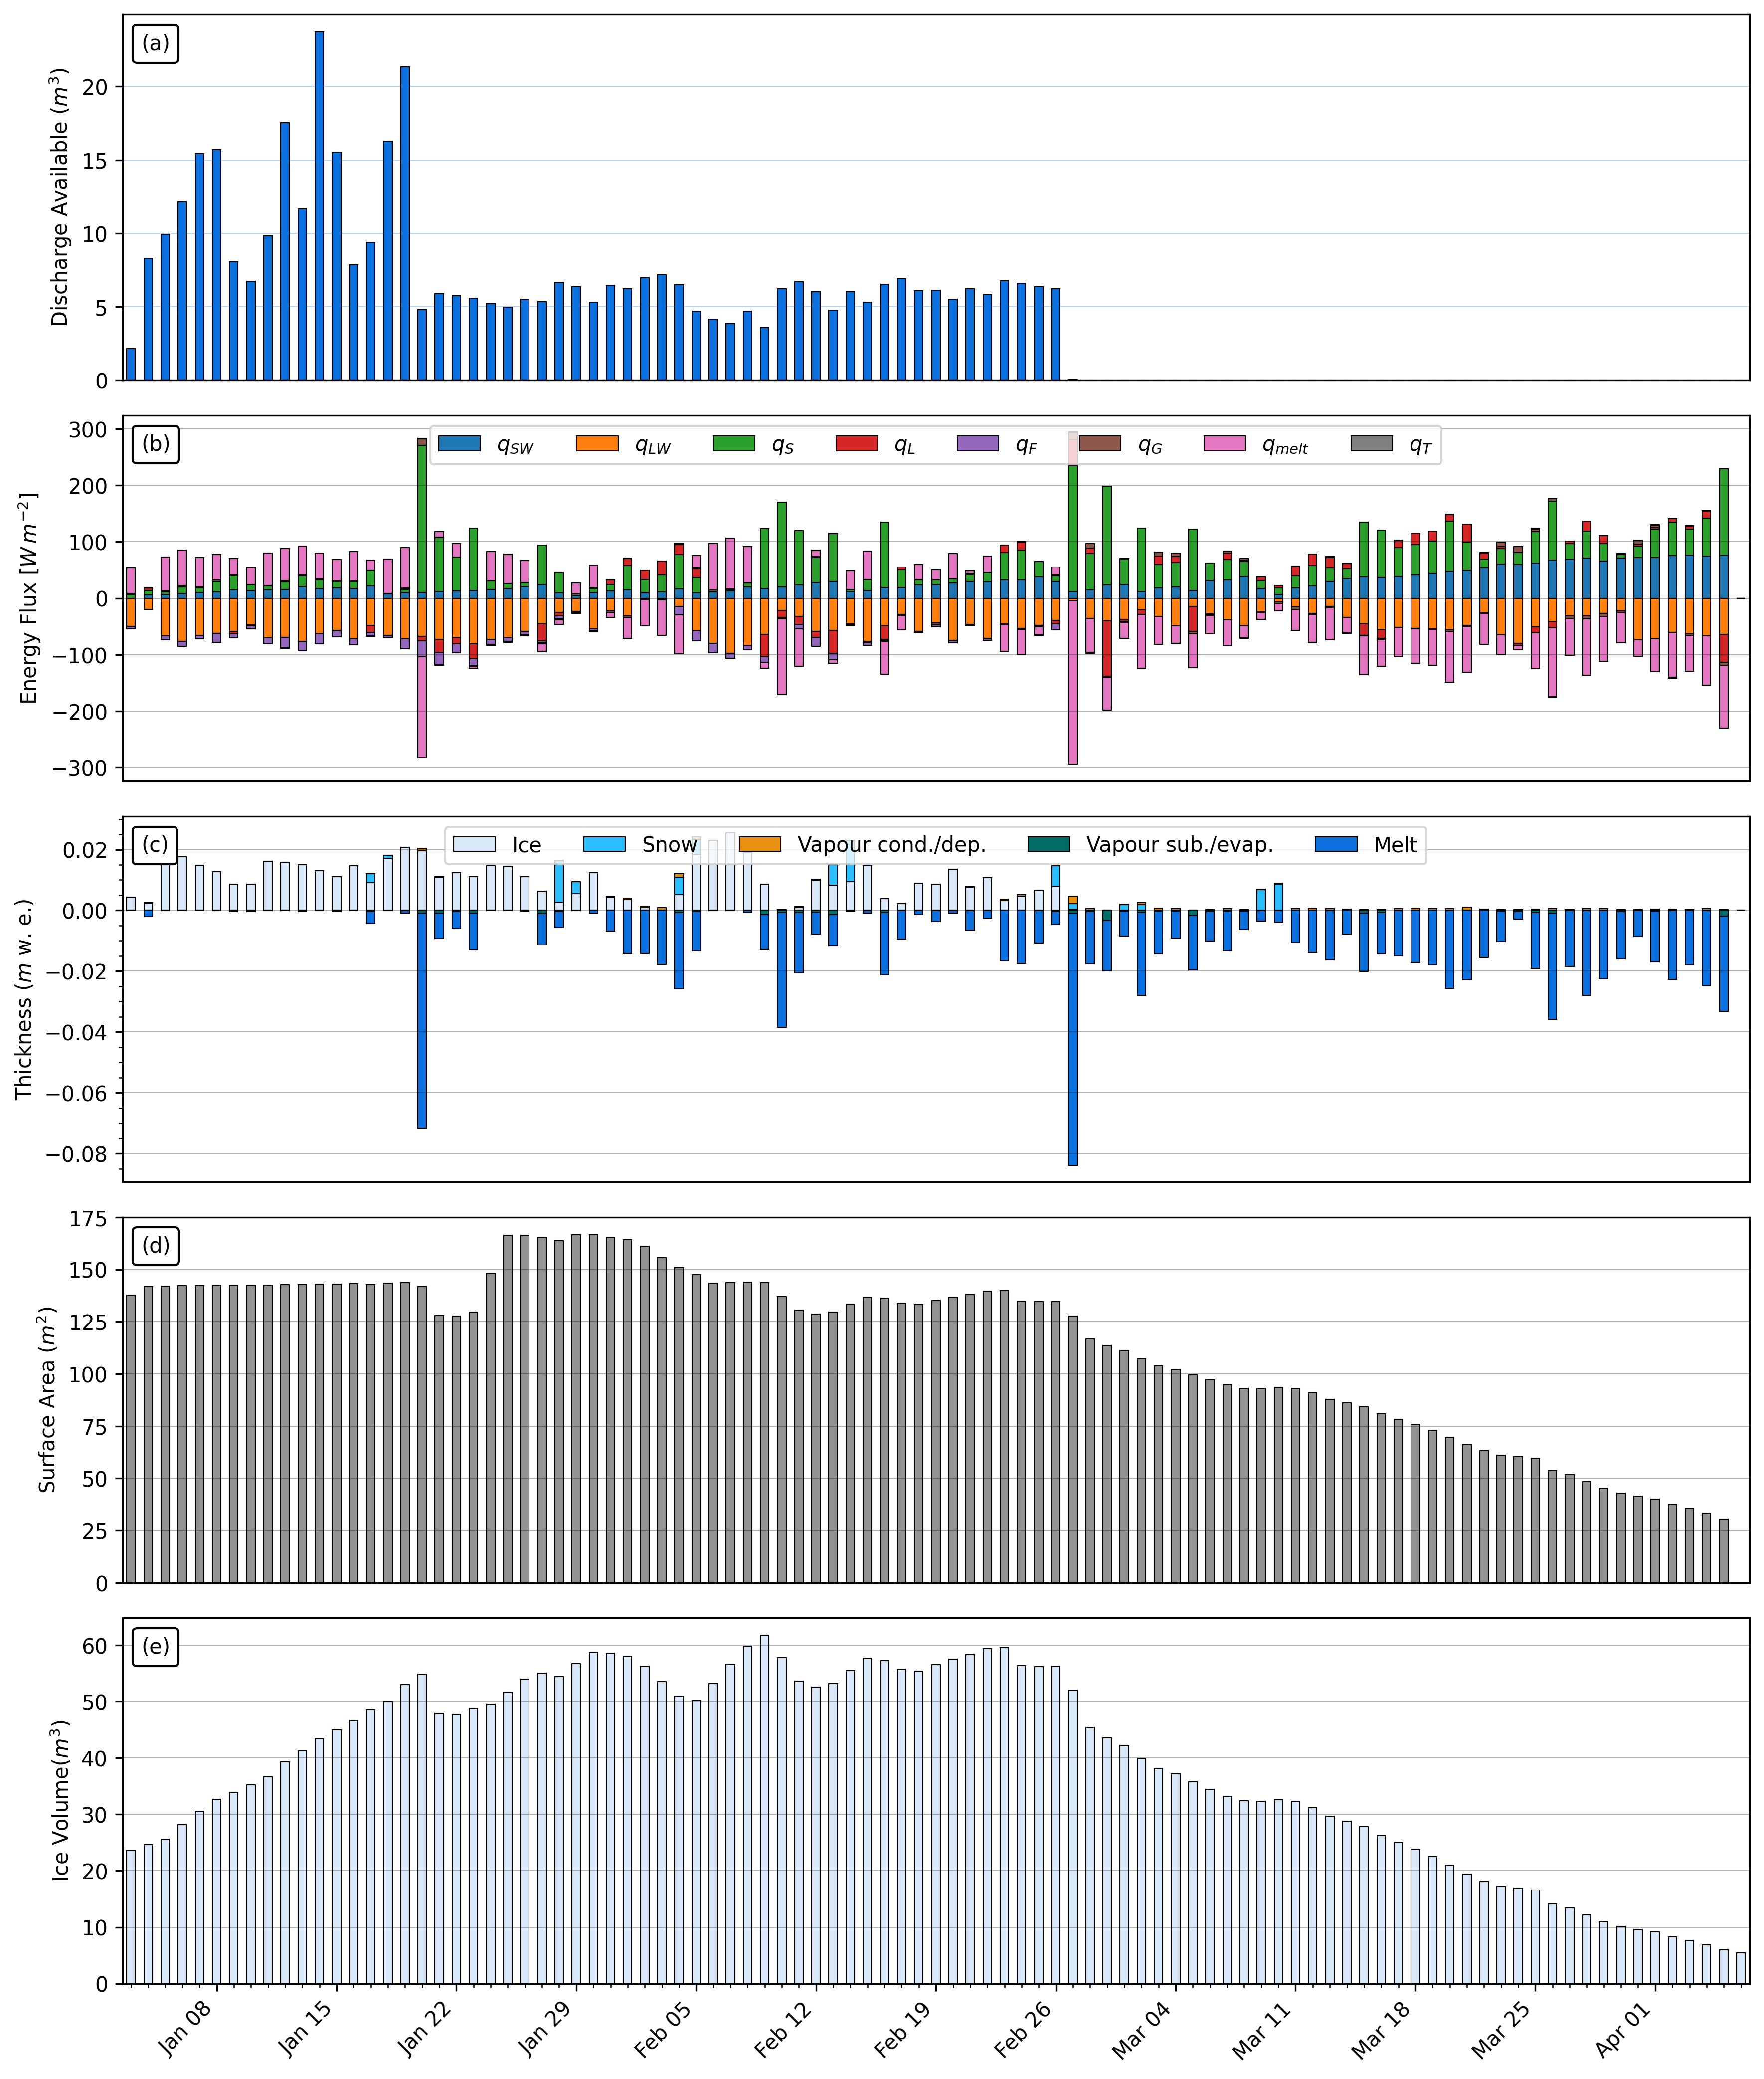 (a)
Discharge Available (m³)
20
15
10
5
0
(b)
q_SW q_LW q_S q_L q_F q_G q_melt q_T
Energy Flux [Wm⁻²]
300
200
100
0
−100
−200
−300
(c)
Ice Snow Vapour cond./dep. Vapour sub./evap. Melt
Thickness (m w. e.)
0.02
0.00
−0.02
−0.04
−0.06
−0.08
(d)
Surface Area (m²)
175
150
125
100
75
50
25
0
(e)
Ice Volume(m³)
60
50
40
30
20
10
0
Jan 08 Jan 15 Jan 22 Jan 29 Feb 05 Feb 12 Feb 19 Feb 26 Mar 04 Mar 11 Mar 18 Mar 25 Apr 01